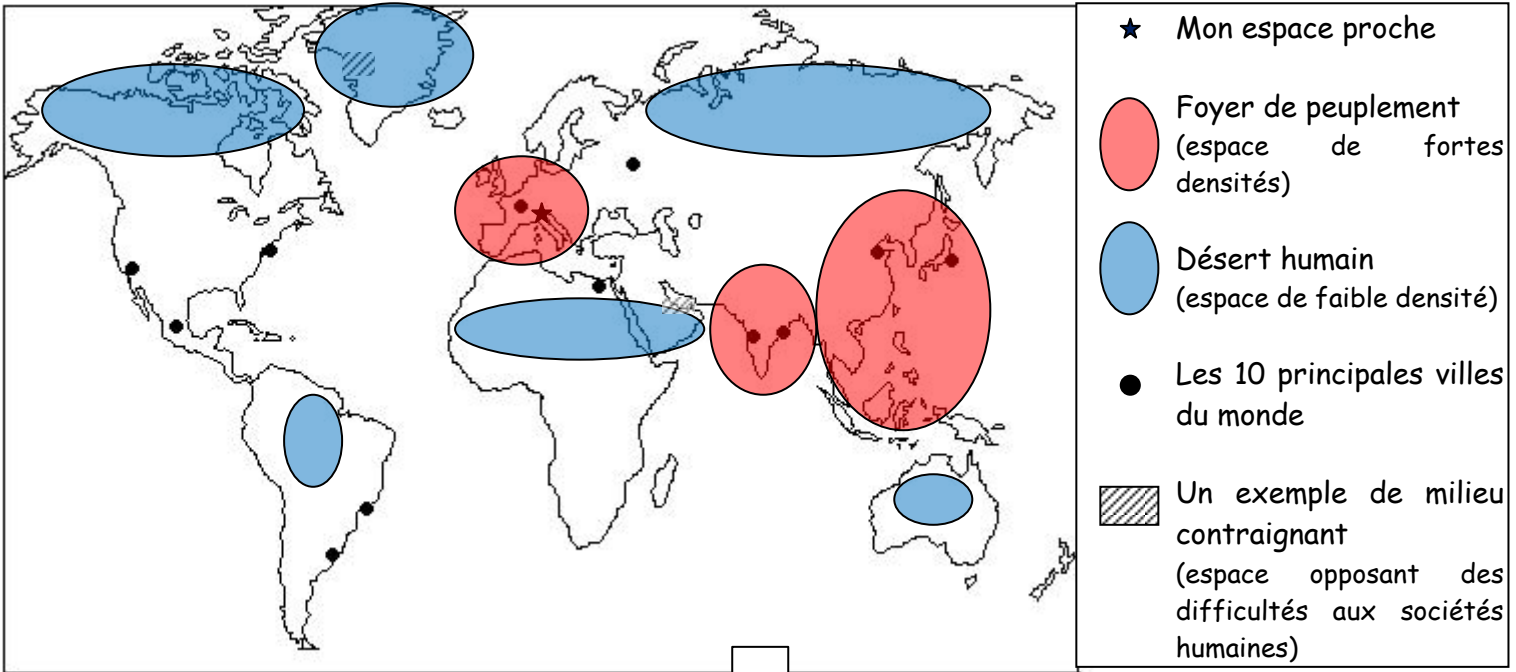 Mon espace proche
Foyer de peuplement
(espace de fortes
densités)
Désert humain
(espace de faible densité)
Les 10 principales villes
du monde
Un exemple de milieu
contraignant
(espace opposant des
difficultés aux sociétés
humaines)